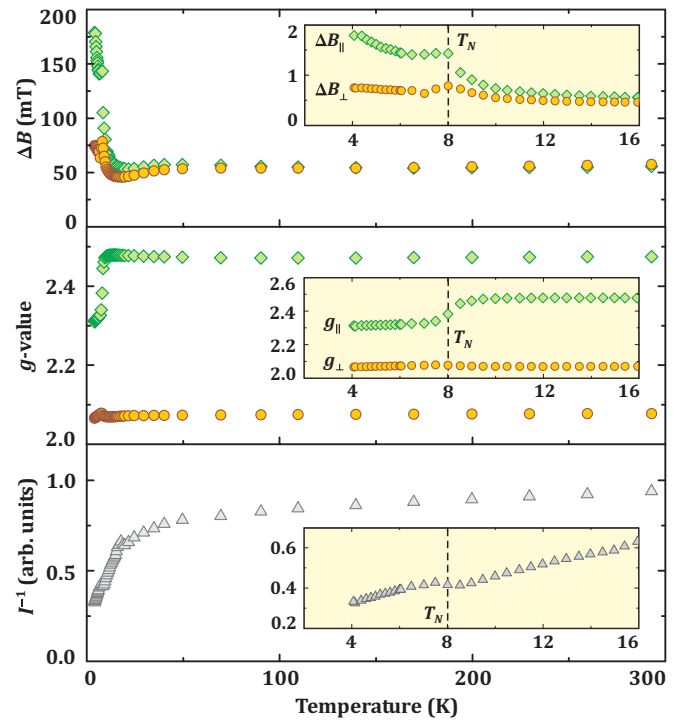 200
150
100
50
0
ΔB (mT)
2
1
0
ΔB∥
ΔB⊥
T_N
4 8 12 16
2.4
2.2
2.0
g-value
2.6
2.4
2.2
2.0
g∥
g⊥
T_N
4 8 12 16
1.0
0.5
0.0
I⁻¹ (arb. units)
0.6
0.4
0.2
T_N
4 8 12 16
0 100 200 300
Temperature (K)